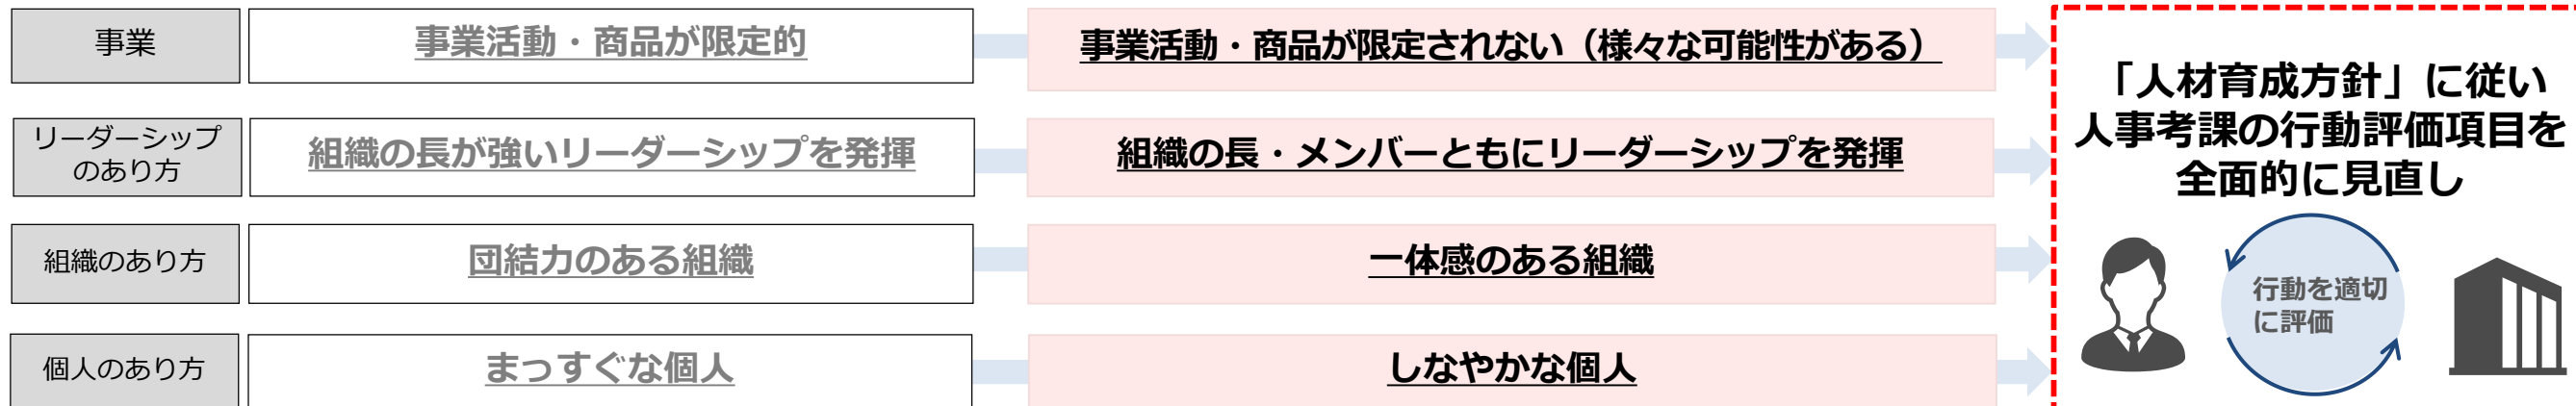 事業
事業活動・商品が限定的
事業活動・商品が限定されない（様々な可能性がある）
リーダーシップ
のあり方
組織の長が強いリーダーシップを発揮
組織の長・メンバーともにリーダーシップを発揮
組織のあり方
団結力のある組織
一体感のある組織
個人のあり方
まっすぐな個人
しなやかな個人
「人材育成方針」に従い
人事考課の行動評価項目を
全面的に見直し
行動を適切
に評価